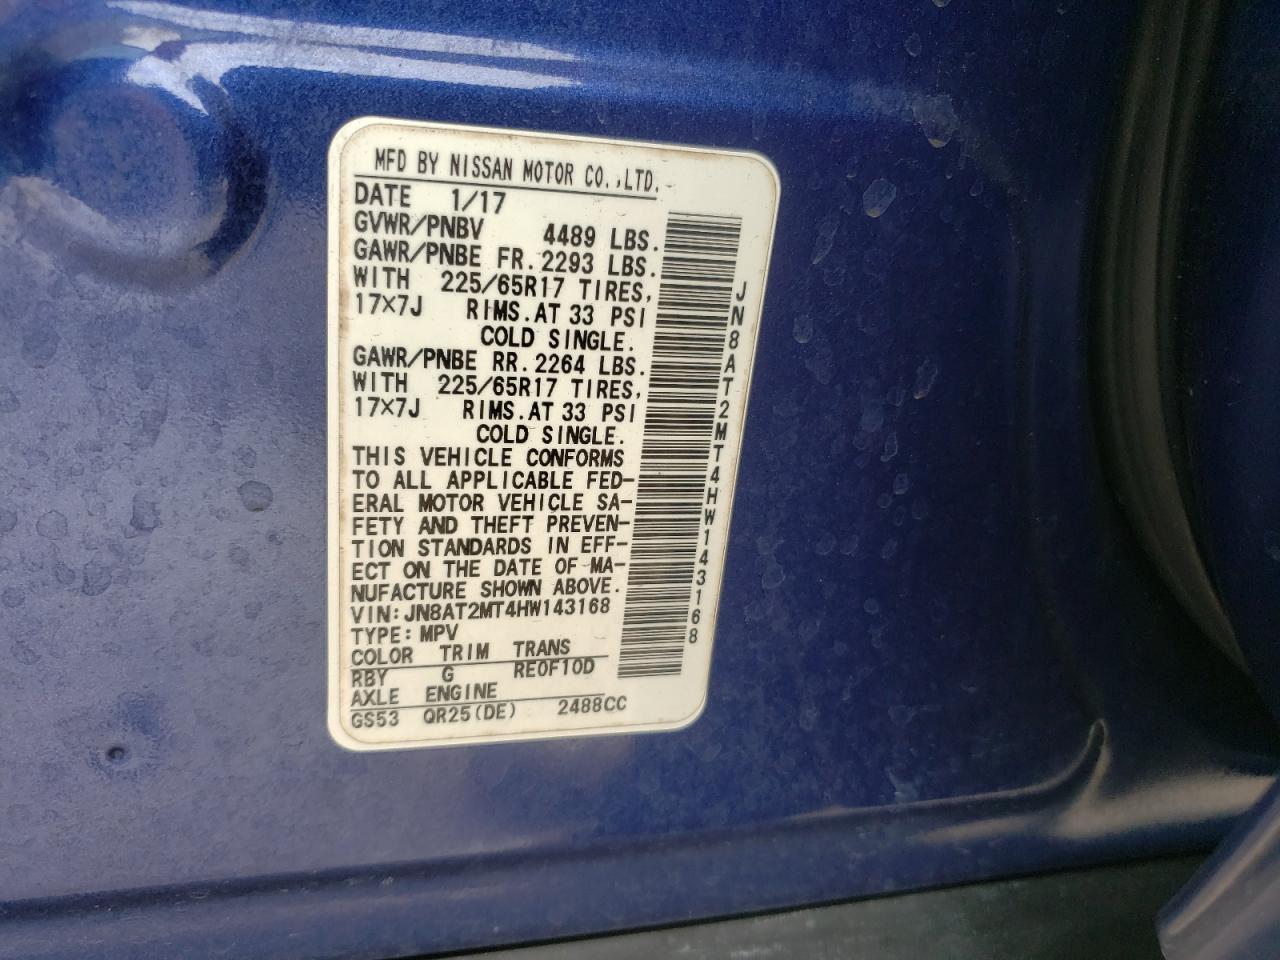 MFD BY NISSAN MOTOR CO.,LTD.
DATE 1/17
GVWR/PNBV 4489 LBS.
GAWR/PNBE FR. 2293 LBS.
WITH 225/65R17 TIRES,
17×7J RIMS.AT 33 PSI
COLD SINGLE.
GAWR/PNBE RR. 2264 LBS.
WITH 225/65R17 TIRES,
17×7J RIMS.AT 33 PSI
COLD SINGLE.
THIS VEHICLE CONFORMS
TO ALL APPLICABLE FED-
ERAL MOTOR VEHICLE SA-
FETY AND THEFT PREVEN-
TION STANDARDS IN EFF-
ECT ON THE DATE OF MA-
NUFACTURE SHOWN ABOVE.
VIN:JN8AT2MT4HW143168
TYPE:MPV
COLOR TRIM TRANS
RBY G RE0F10D
AXLE ENGINE
GS53 QR25(DE) 2488CC
JN8AT2MT4HW143168